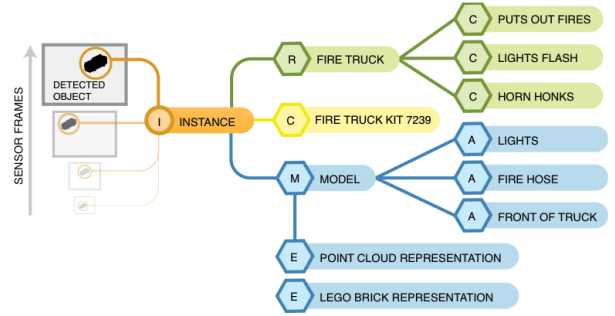 SENSOR FRAMES
DETECTED
OBJECT
I INSTANCE
R FIRE TRUCK
C PUTS OUT FIRES
C LIGHTS FLASH
C HORN HONKS
C FIRE TRUCK KIT 7239
M MODEL
A LIGHTS
A FIRE HOSE
A FRONT OF TRUCK
E POINT CLOUD REPRESENTATION
E LEGO BRICK REPRESENTATION